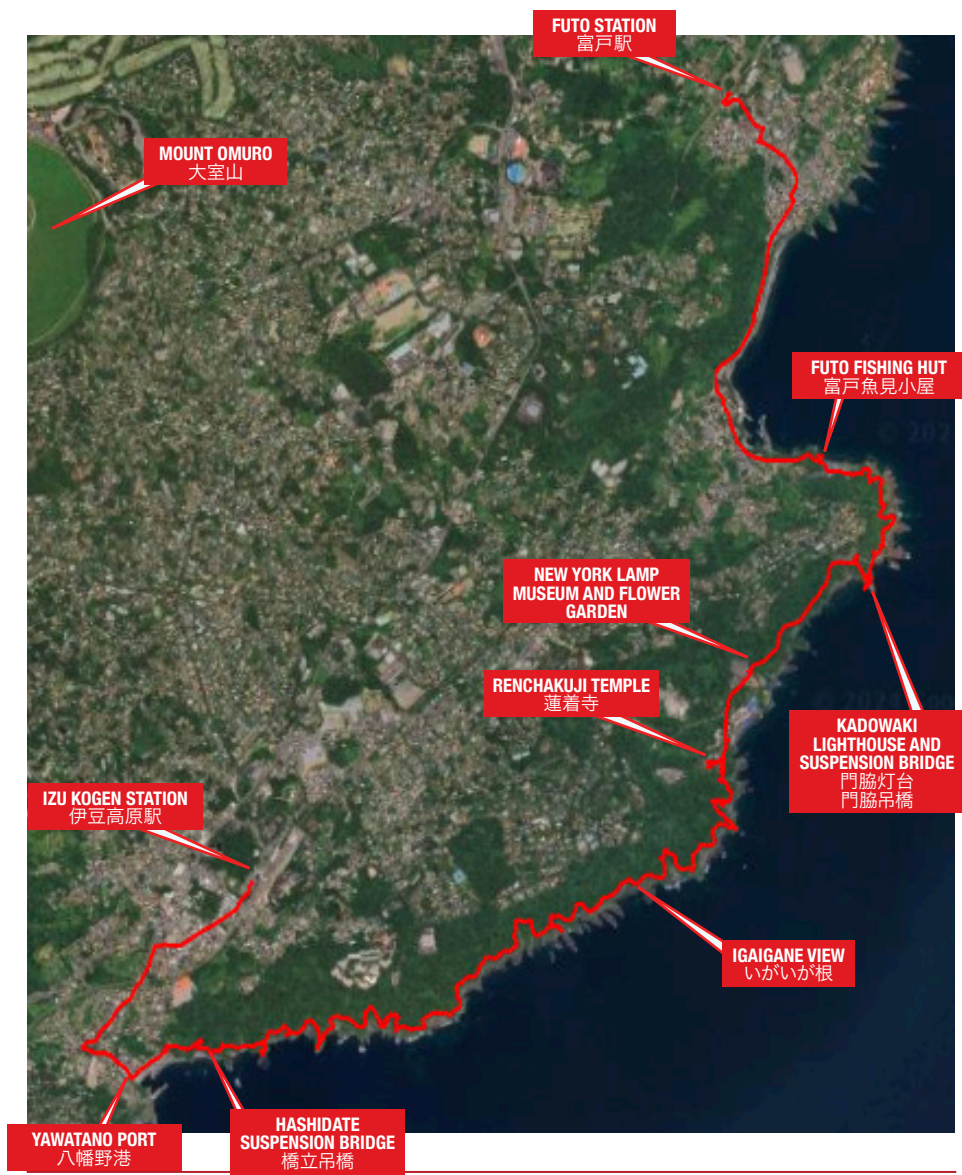 FUTO STATION
富戸駅
MOUNT OMURO
大室山
FUTO FISHING HUT
富戸魚見小屋
NEW YORK LAMP
MUSEUM AND FLOWER
GARDEN
RENCHAKUJI TEMPLE
蓮着寺
KADOWAKI
LIGHTHOUSE AND
SUSPENSION BRIDGE
門脇灯台
門脇吊橋
IZU KOGEN STATION
伊豆高原駅
IGAIGANE VIEW
いがいが根
HASHIDATE
SUSPENSION BRIDGE
橋立吊橋
YAWATANO PORT
八幡野港